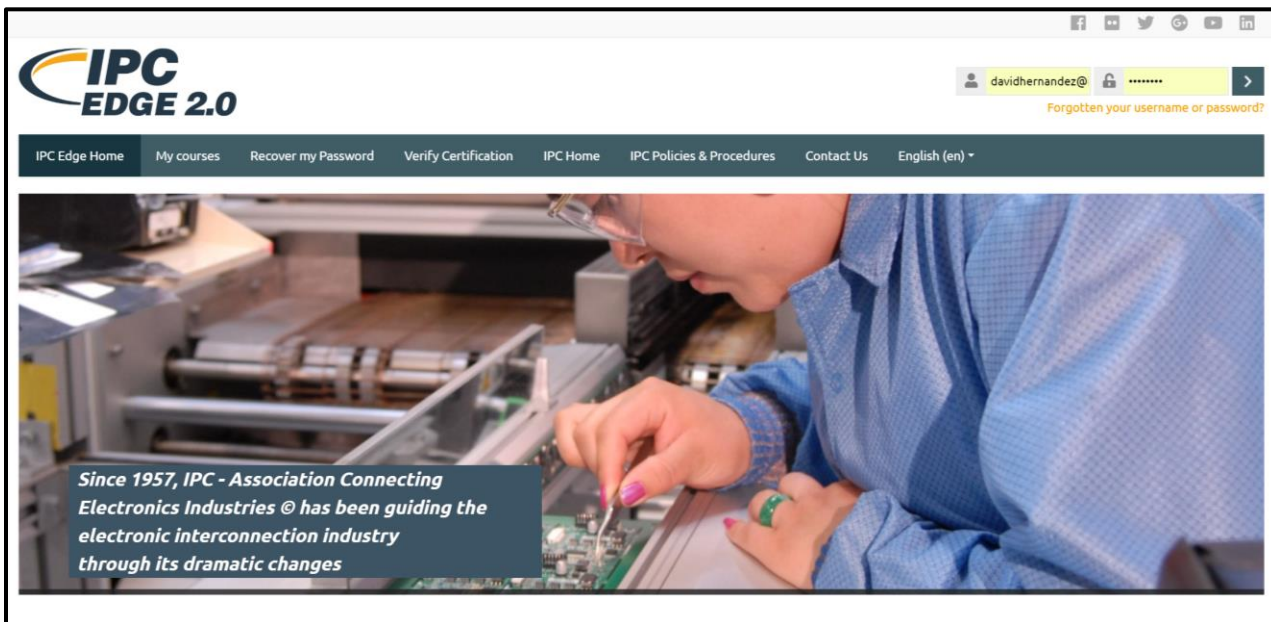 IPC
EDGE 2.0
davidhernandez@
Forgotten your username or password?
IPC Edge Home
My courses
Recover my Password
Verify Certification
IPC Home
IPC Policies & Procedures
Contact Us
English (en)
Since 1957, IPC - Association Connecting
Electronics Industries © has been guiding the
electronic interconnection industry
through its dramatic changes